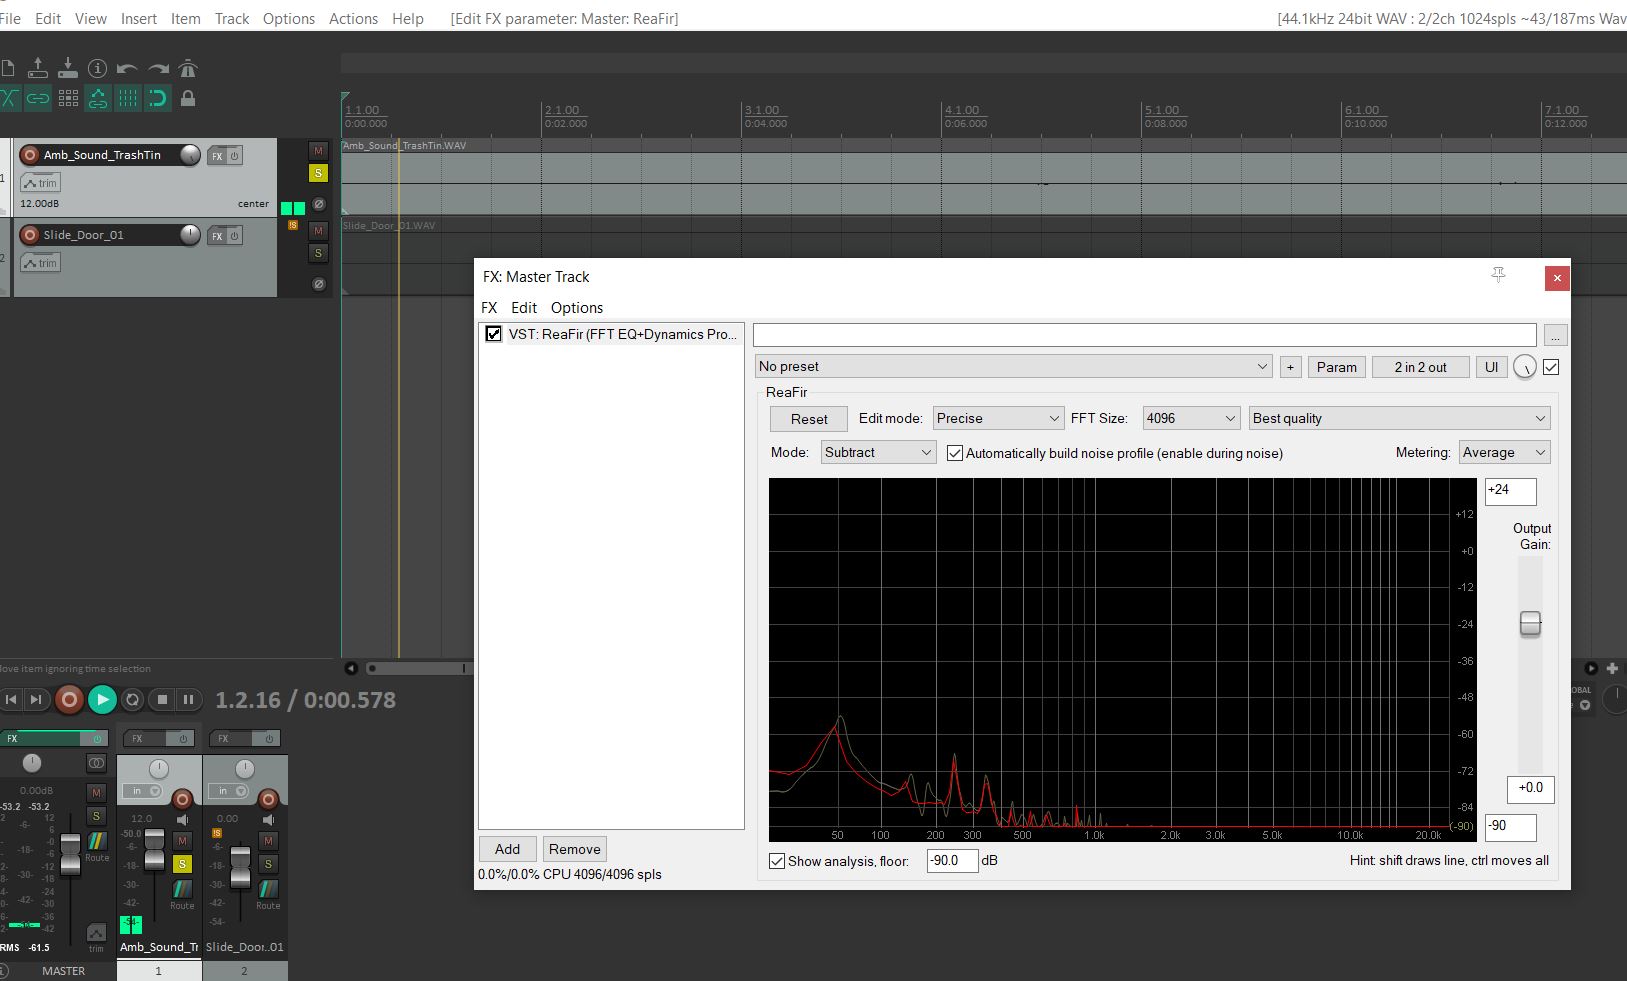 File Edit View Insert Item Track Options Actions Help [Edit FX parameter: Master: ReaFir] [44.1kHz 24bit WAV : 2/2ch 1024spls ~43/187ms Wav
1.1.00 2.1.00 3.1.00 4.1.00 5.1.00 6.1.00 7.1.00
0:00.000 0:02.000 0:04.000 0:06.000 0:08.000 0:10.000 0:12.000
1 Amb_Sound_TrashTin FX M
Amb_Sound_TrashTin.WAV
trim S
12.00dB center
2 Slide_Door_01 FX M
Slide_Door_01.WAV
trim S
FX: Master Track
FX Edit Options
VST: ReaFir (FFT EQ+Dynamics Pro...
...
No preset + Param 2 in 2 out UI
ReaFir
Reset Edit mode: Precise FFT Size: 4096 Best quality
Mode: Subtract Automatically build noise profile (enable during noise) Metering: Average
+24
+12
Output
Gain:
+0
-12
-24
-36
-48
-60
-72
+0.0
-84
(-90)
-90
50 100 200 300 500 1.0k 2.0k 3.0k 5.0k 10.0k 20.0k
Show analysis, floor: -90.0 dB Hint: shift draws line, ctrl moves all
Add Remove
0.0%/0.0% CPU 4096/4096 spls
ove item ignoring time selection
1.2.16 / 0:00.578
OBAL
FX FX FX
in in
0.00dB M
-53.2 -53.2
12.0 0.00
S
Route
-50.0
M M
S S
Route Route
-54-
-54-
trim
RMS -61.5 Amb_Sound_Tr Slide_Door..01
MASTER 1 2